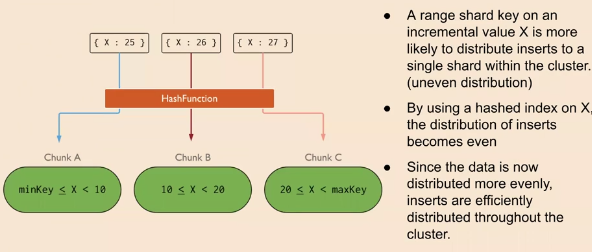 { X : 25 }
{ X : 26 }
{ X : 27 }
HashFunction
Chunk A
Chunk B
Chunk C
minKey ≤ X < 10
10 ≤ X < 20
20 ≤ X < maxKey
● A range shard key on an
incremental value X is more
likely to distribute inserts to a
single shard within the cluster.
(uneven distribution)
● By using a hashed index on X,
the distribution of inserts
becomes even
● Since the data is now
distributed more evenly,
inserts are efficiently
distributed throughout the
cluster.